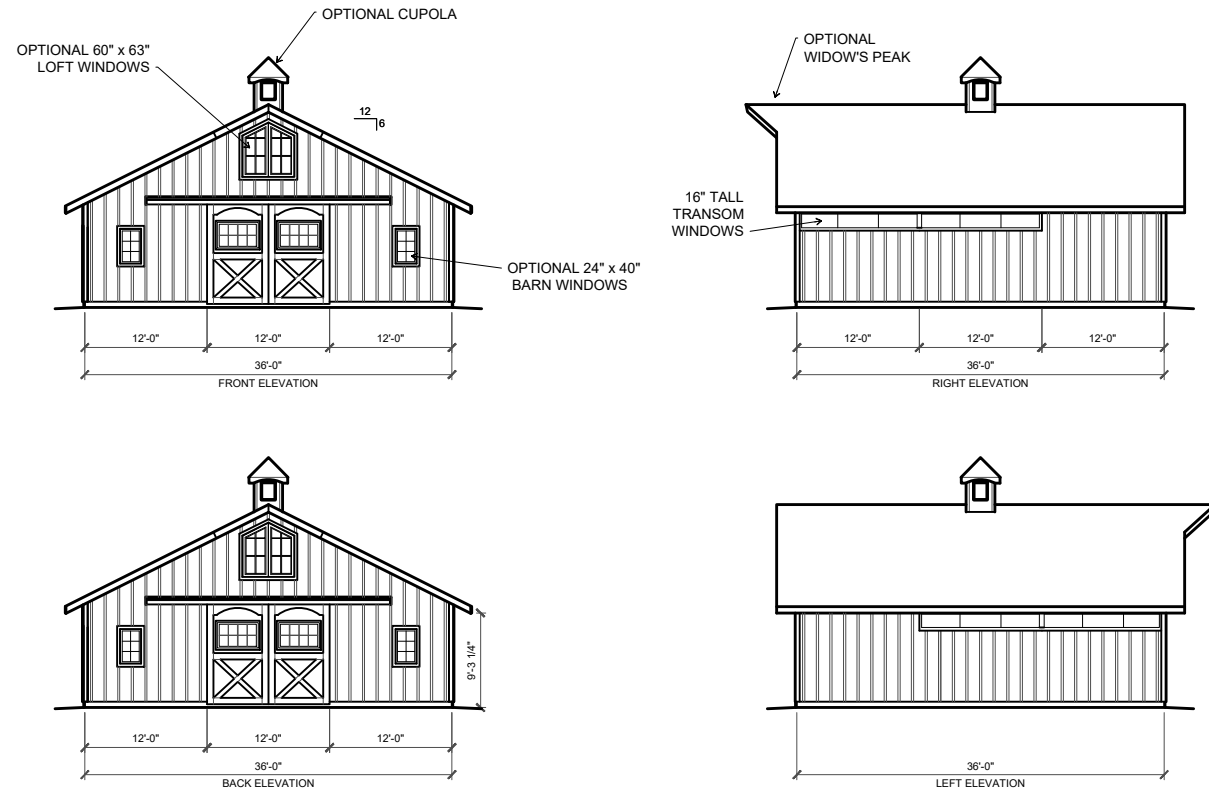 OPTIONAL CUPOLA
OPTIONAL 60" x 63"
LOFT WINDOWS
12
6
OPTIONAL 24" x 40"
BARN WINDOWS
12'-0" 12'-0" 12'-0"
36'-0"
FRONT ELEVATION
OPTIONAL
WIDOW'S PEAK
16" TALL
TRANSOM
WINDOWS
12'-0" 12'-0" 12'-0"
36'-0"
RIGHT ELEVATION
9'-3 1/4"
12'-0" 12'-0" 12'-0"
36'-0"
BACK ELEVATION
36'-0"
LEFT ELEVATION